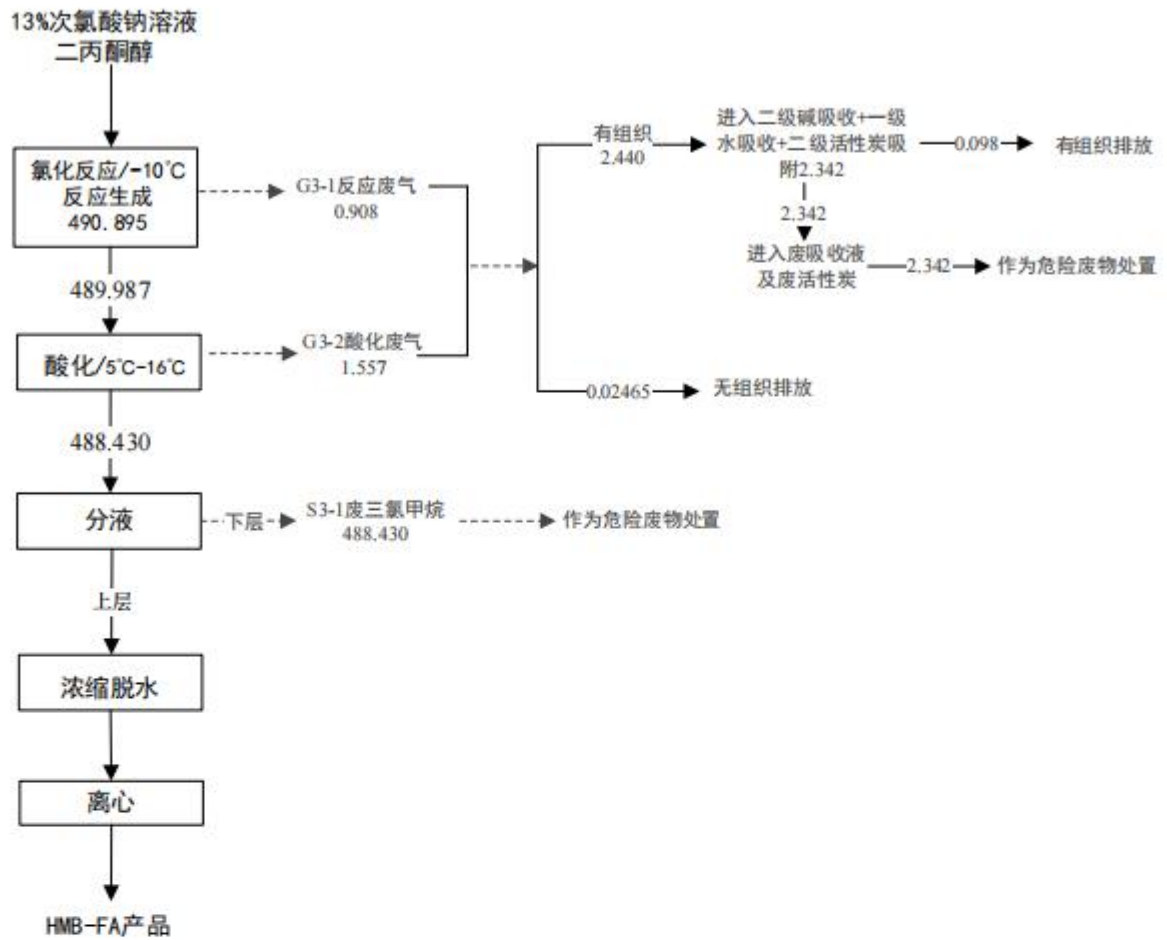 13%次氯酸钠溶液
二丙酮醇
氯化反应/-10℃
反应生成
490.895
G3-1反应废气
0.908
有组织
2.440
进入二级碱吸收+一级
水吸收+二级活性炭吸
附2.342
0.098
有组织排放
2.342
进入废吸收液
及废活性炭
2.342
作为危险废物处置
489.987
酸化/5℃-16℃
G3-2酸化废气
1.557
0.02465
无组织排放
488.430
分液
下层
S3-1废三氯甲烷
488.430
作为危险废物处置
上层
浓缩脱水
离心
HMB-FA产品